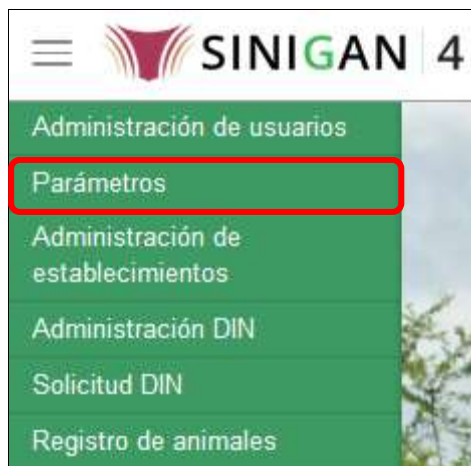 SINIGAN 4
Administración de usuarios
Parámetros
Administración de
establecimientos
Administración DIN
Solicitud DIN
Registro de animales